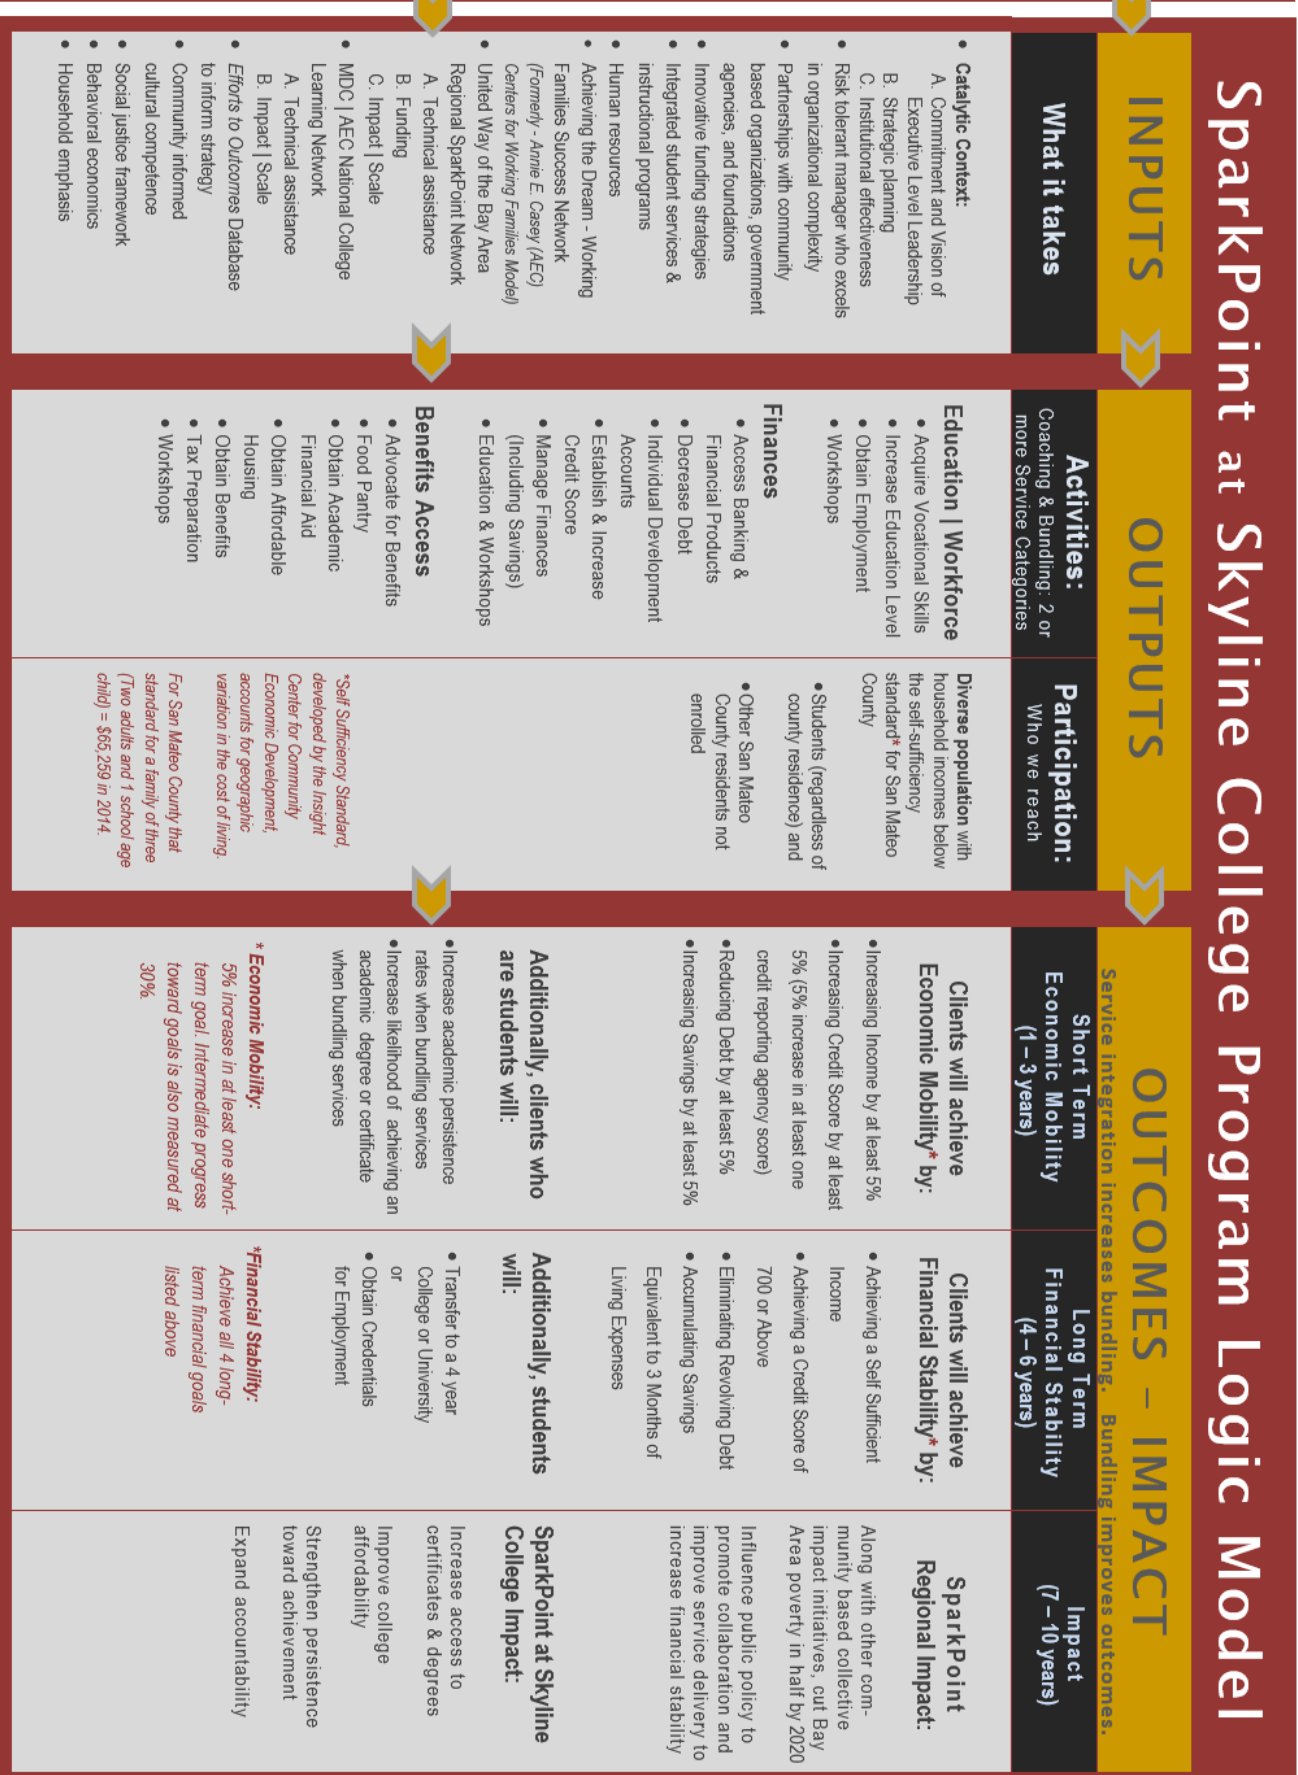 SparkPoint at Skyline College Program Logic Model
INPUTS
What it takes
• Catalytic Context:
A. Commitment and Vision of
Executive Level Leadership
B. Strategic planning
C. Institutional effectiveness
• Risk tolerant manager who excels
in organizational complexity
• Partnerships with community
based organizations, government
agencies, and foundations
• Innovative funding strategies
• Integrated student services &
instructional programs
• Human resources
• Achieving the Dream - Working
Families Success Network
(Formerly - Annie E. Casey (AEC)
Centers for Working Families Model)
• United Way of the Bay Area
Regional SparkPoint Network
A. Technical assistance
B. Funding
C. Impact | Scale
• MDC | AEC National College
Learning Network
A. Technical assistance
B. Impact | Scale
• Efforts to Outcomes Database
to inform strategy
• Community informed
cultural competence
• Social justice framework
• Behavioral economics
• Household emphasis
OUTPUTS
Activities:
Coaching & Bundling: 2 or
more Service Categories
Education | Workforce
• Acquire Vocational Skills
• Increase Education Level
• Obtain Employment
• Workshops
Finances
• Access Banking &
Financial Products
• Decrease Debt
• Individual Development
Accounts
• Establish & Increase
Credit Score
• Manage Finances
(Including Savings)
• Education & Workshops
Benefits Access
• Advocate for Benefits
• Food Pantry
• Obtain Academic
Financial Aid
• Obtain Affordable
Housing
• Obtain Benefits
• Tax Preparation
• Workshops
Participation:
Who we reach
Diverse population with
household incomes below
the self-sufficiency
standard* for San Mateo
County
• Students (regardless of
county residence) and
• Other San Mateo
County residents not
enrolled
*Self Sufficiency Standard,
developed by the Insight
Center for Community
Economic Development,
accounts for geographic
variation in the cost of living.
For San Mateo County that
standard for a family of three
(Two adults and 1 school age
child) = $65,259 in 2014.
OUTCOMES – IMPACT
Service integration increases bundling. Bundling improves outcomes.
Short Term
Economic Mobility
(1 – 3 years)
Clients will achieve
Economic Mobility* by:
• Increasing Income by at least 5%
• Increasing Credit Score by at least
5% (5% increase in at least one
credit reporting agency score)
• Reducing Debt by at least 5%
• Increasing Savings by at least 5%
Additionally, clients who
are students will:
• Increase academic persistence
rates when bundling services
• Increase likelihood of achieving an
academic degree or certificate
when bundling services
* Economic Mobility:
5% increase in at least one short-
term goal. Intermediate progress
toward goals is also measured at
30%.
Long Term
Financial Stability
(4 – 6 years)
Clients will achieve
Financial Stability* by:
• Achieving a Self Sufficient
Income
• Achieving a Credit Score of
700 or Above
• Eliminating Revolving Debt
• Accumulating Savings
Equivalent to 3 Months of
Living Expenses
Additionally, students
will:
• Transfer to a 4 year
College or University
or
• Obtain Credentials
for Employment
*Financial Stability:
Achieve all 4 long-
term financial goals
listed above
Impact
(7 – 10 years)
SparkPoint
Regional Impact:
Along with other com-
munity based collective
impact initiatives, cut Bay
Area poverty in half by 2020
Influence public policy to
promote collaboration and
improve service delivery to
increase financial stability
SparkPoint at Skyline
College Impact:
Increase access to
certificates & degrees
Improve college
affordability
Strengthen persistence
toward achievement
Expand accountability